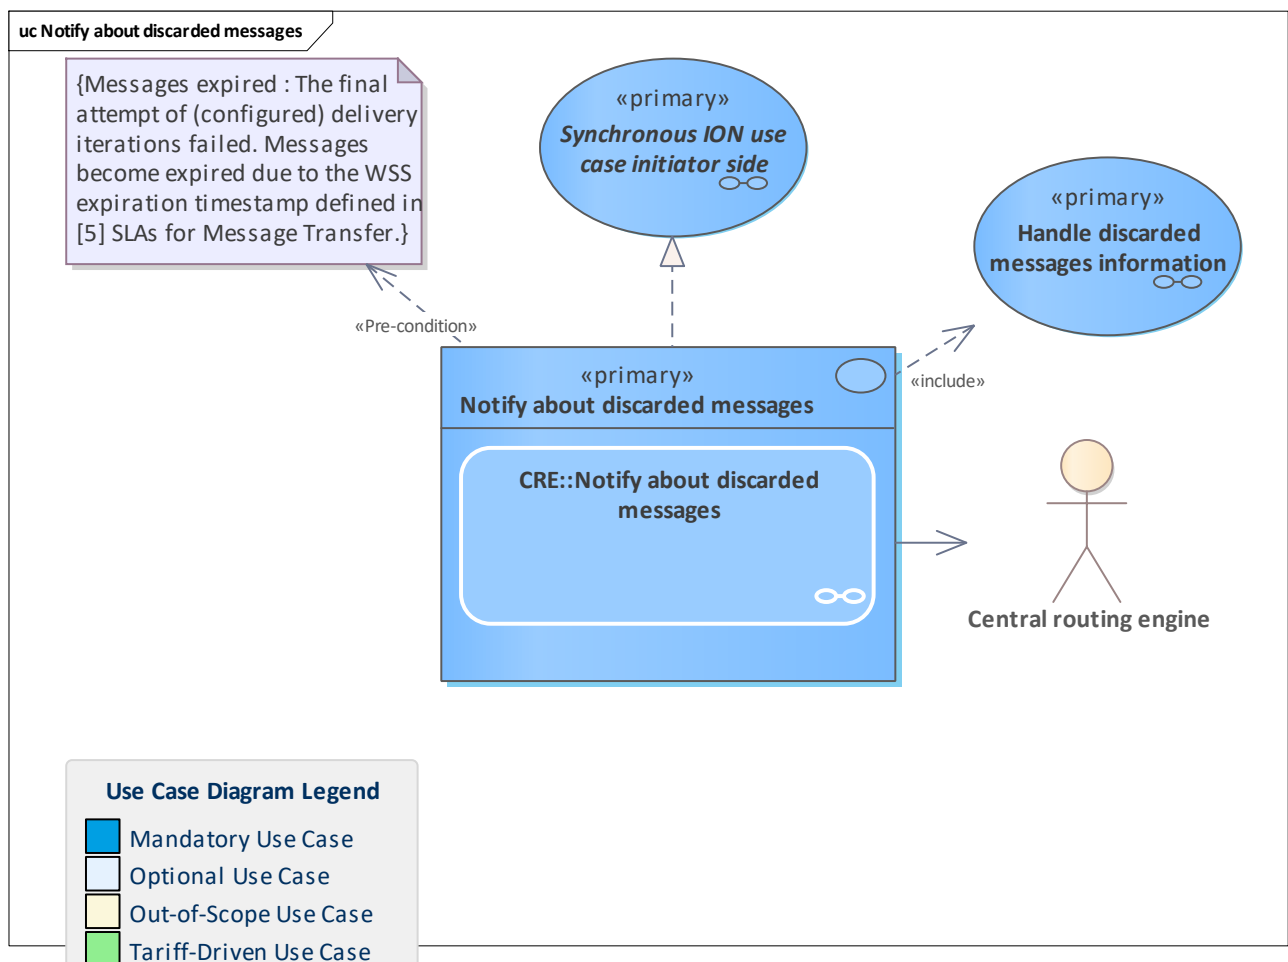 uc Notify about discarded messages
{Messages expired : The final
attempt of (configured) delivery
iterations failed. Messages
become expired due to the WSS
expiration timestamp defined in
[5] SLAs for Message Transfer.}
«primary»
Synchronous ION use
case initiator side
«primary»
Handle discarded
messages information
«Pre-condition»
«include»
«primary»
Notify about discarded messages
CRE::Notify about discarded
messages
Central routing engine
Use Case Diagram Legend
Mandatory Use Case
Optional Use Case
Out-of-Scope Use Case
Tariff-Driven Use Case